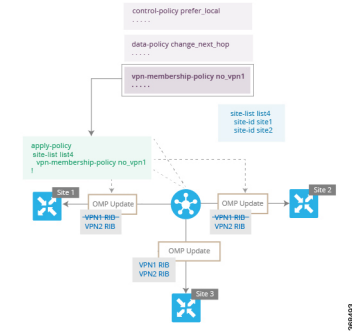 control-policy prefer_local
. . . . .
data-policy change_next_hop
. . . . .
vpn-membership-policy no_vpn1
. . . . .
site-list list4
site-id site1
site-id site2
apply-policy
site-list list4
vpn-membership-policy no_vpn1
!
Site 1
OMP Update
VPN1 RIB
VPN2 RIB
OMP Update
VPN1 RIB
VPN2 RIB
Site 2
OMP Update
VPN1 RIB
VPN2 RIB
Site 3